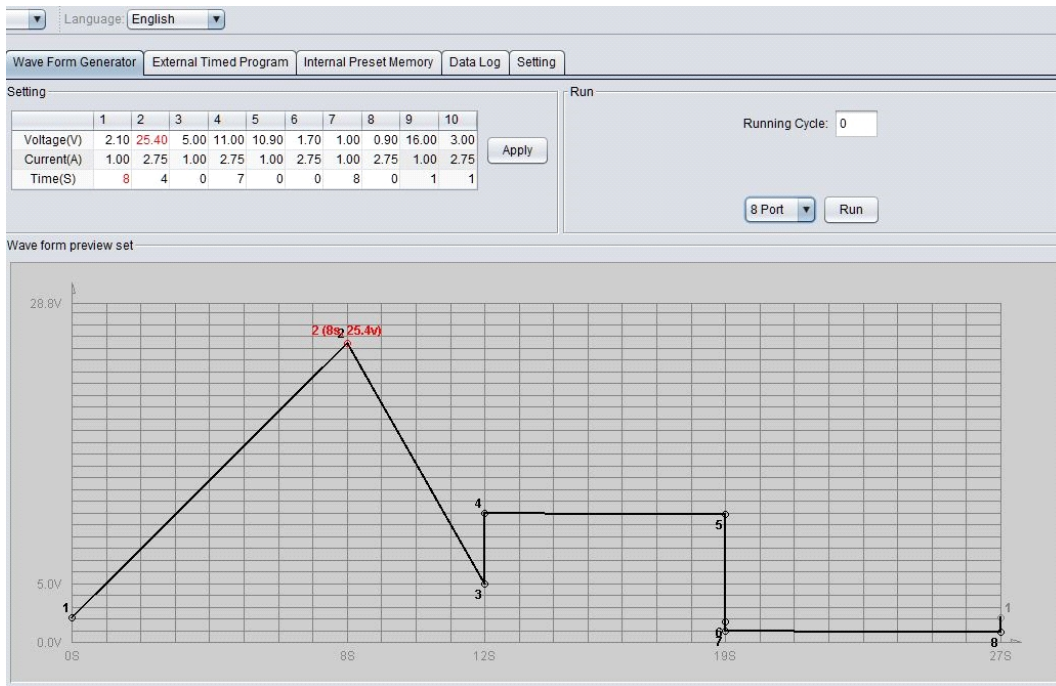 Language: English
Wave Form Generator External Timed Program Internal Preset Memory Data Log Setting
Setting
Run
1 2 3 4 5 6 7 8 9 10
Voltage(V) 2.10 25.40 5.00 11.00 10.90 1.70 1.00 0.90 16.00 3.00
Current(A) 1.00 2.75 1.00 2.75 1.00 2.75 1.00 2.75 1.00 2.75
Time(S) 8 4 0 7 0 0 8 0 1 1
Apply
Running Cycle: 0
8 Port Run
Wave form preview set
28.8V
2 (8s, 25.4v)
2
4
5
5.0V
3
1
1
7
8
0.0V
0S 8S 12S 19S 27S